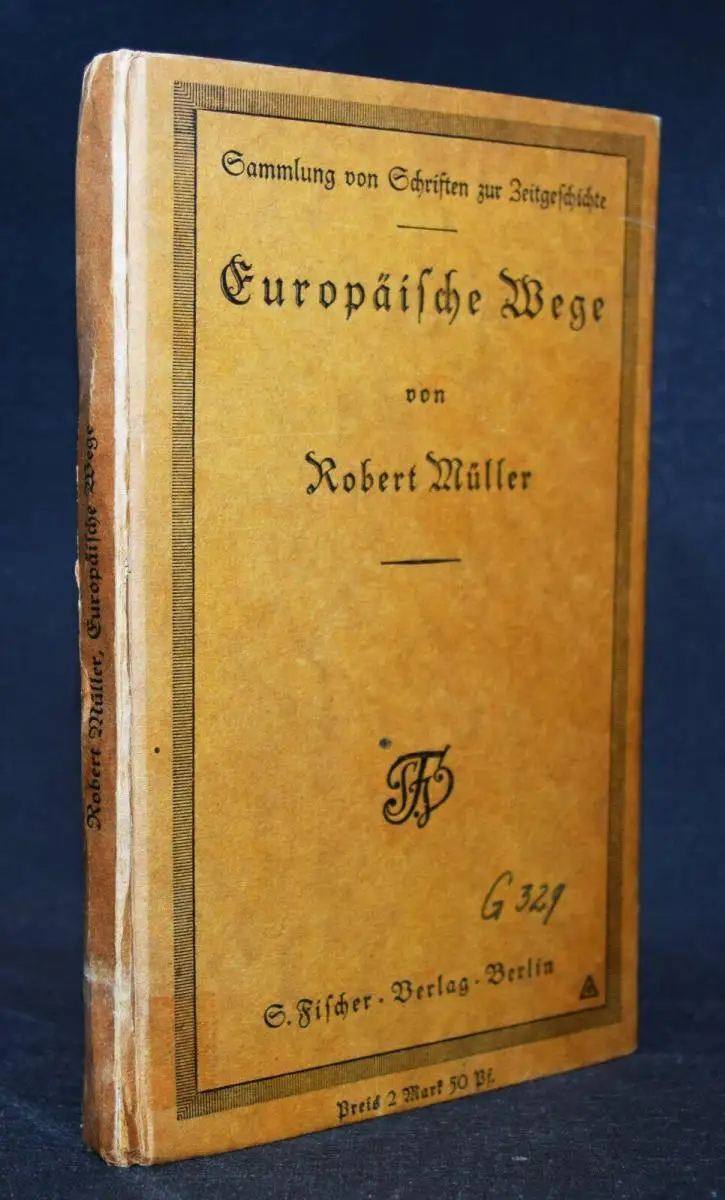 Sammlung von Schriften zur Zeitgeschichte
Europäische Wege
von
Robert Müller
G 329
S. Fischer · Verlag · Berlin
Preis 2 Mark 50 Pf.
Robert Müller, Europäische Wege